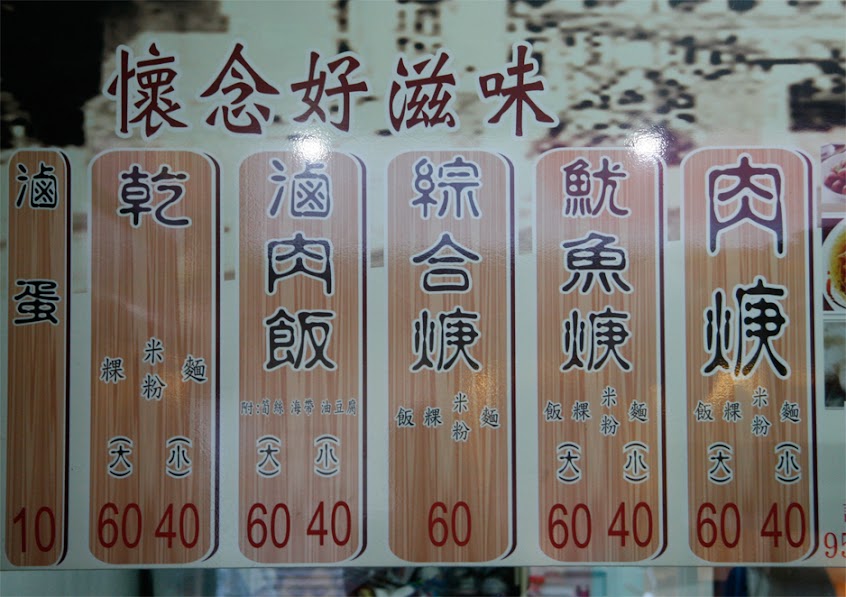 懷念好滋味
肉焿
麵 米粉 粿 飯
(小) (大)
40 60
魷魚焿
麵 米粉 粿 飯
(小) (大)
40 60
綜合焿
麵 米粉 粿 飯
60
滷肉飯
附:筍絲 海帶 油豆腐
(小) (大)
40 60
乾
麵 米粉 粿
(小) (大)
40 60
滷蛋
10
95